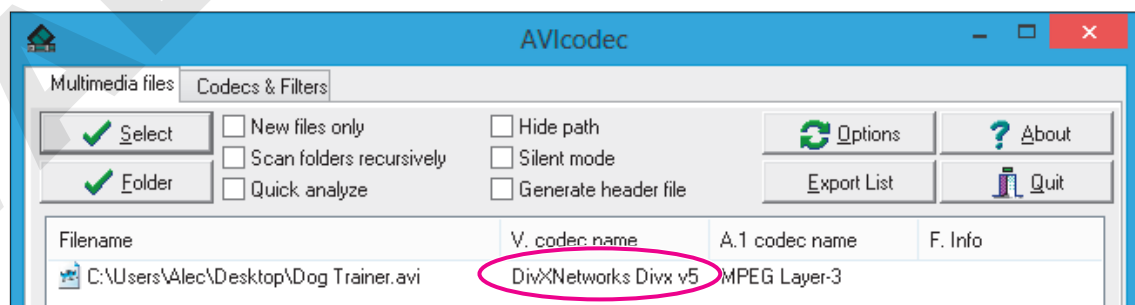 AVIcodec
Multimedia files Codecs & Filters
Select New files only Hide path Options About
Scan folders recursively Silent mode
Folder Quick analyze Generate header file Export List Quit
Filename V. codec name A.1 codec name F. Info
C:\Users\Alec\Desktop\Dog Trainer.avi DivXNetworks Divx v5 MPEG Layer-3